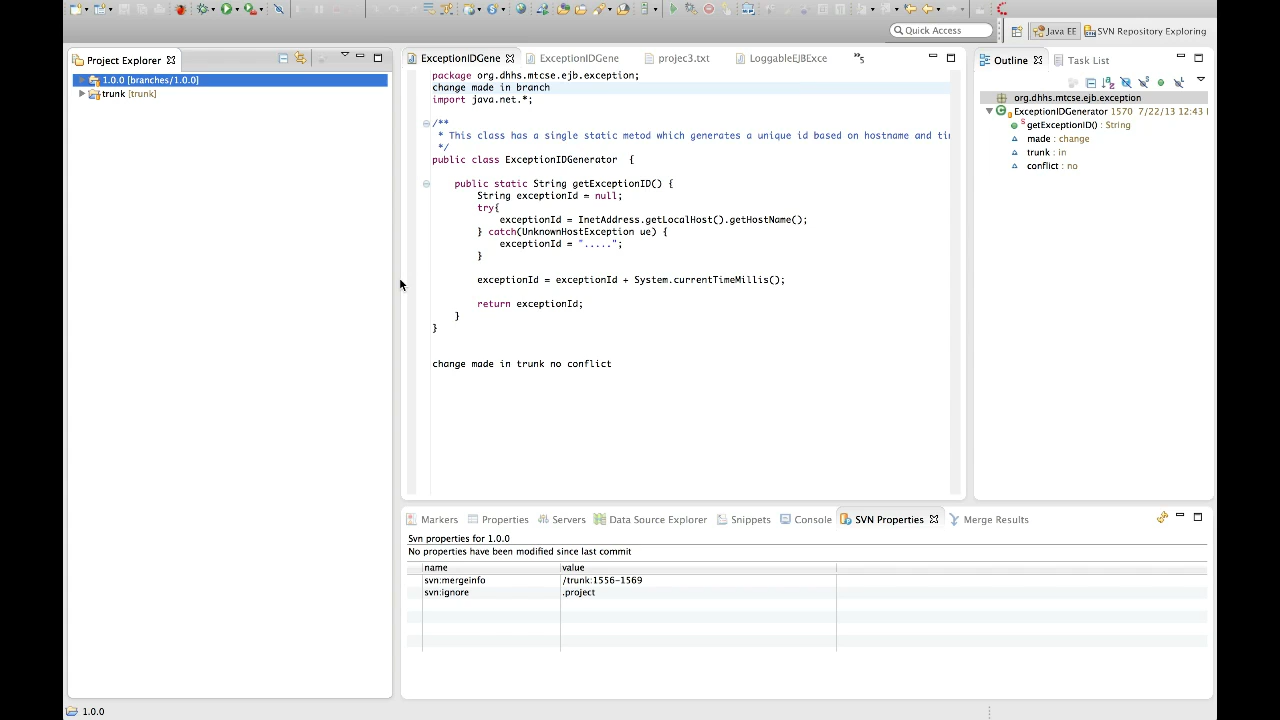 Quick Access
Java EE
SVN Repository Exploring
Project Explorer
1.0.0 [branches/1.0.0]
trunk [trunk]
ExceptionIDGene
ExceptionIDGene
projec3.txt
LoggableEJBExce
»5
package org.dhhs.mtcse.ejb.exception;
change made in branch
import java.net.*;
/**
* This class has a single static metod which generates a unique id based on hostname and
*/
public class ExceptionIDGenerator {
public static String getExceptionID() {
String exceptionId = null;
try{
exceptionId = InetAddress.getLocalHost().getHostName();
} catch(UnknownHostException ue) {
exceptionId = ".....";
}
exceptionId = exceptionId + System.currentTimeMillis();
return exceptionId;
}
}
change made in trunk no conflict
Outline
Task List
org.dhhs.mtcse.ejb.exception
ExceptionIDGenerator 1570 7/22/13 12:43
getExceptionID() : String
made : change
trunk : in
conflict : no
Markers
Properties
Servers
Data Source Explorer
Snippets
Console
SVN Properties
Merge Results
Svn properties for 1.0.0
No properties have been modified since last commit
name value
svn:mergeinfo /trunk:1556-1569
svn:ignore .project
1.0.0